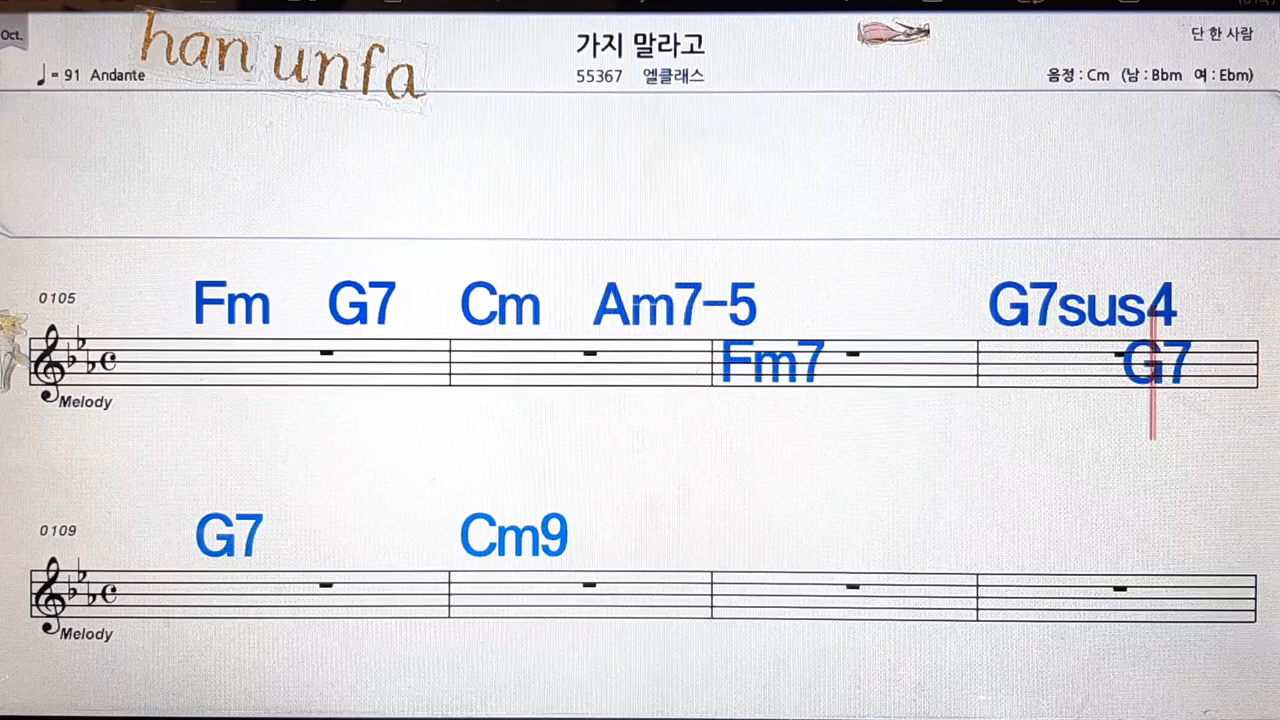 Oct.
han unfa
가지 말라고
단 한 사람
♩= 91 Andante
55367 엘클래스
음정 : Cm (남 : Bbm 여 : Ebm)
0105
Fm G7 Cm Am7-5 G7sus4
Fm7 G7
Melody
0109
G7 Cm9
Melody